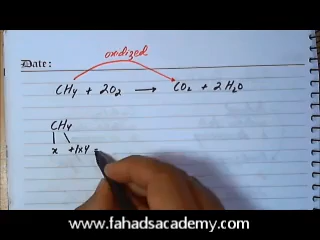 oxidized
Date:
CH4 + 2O2 → CO2 + 2H2O
CH4
x +1x4 =
www.fahadsacademy.com